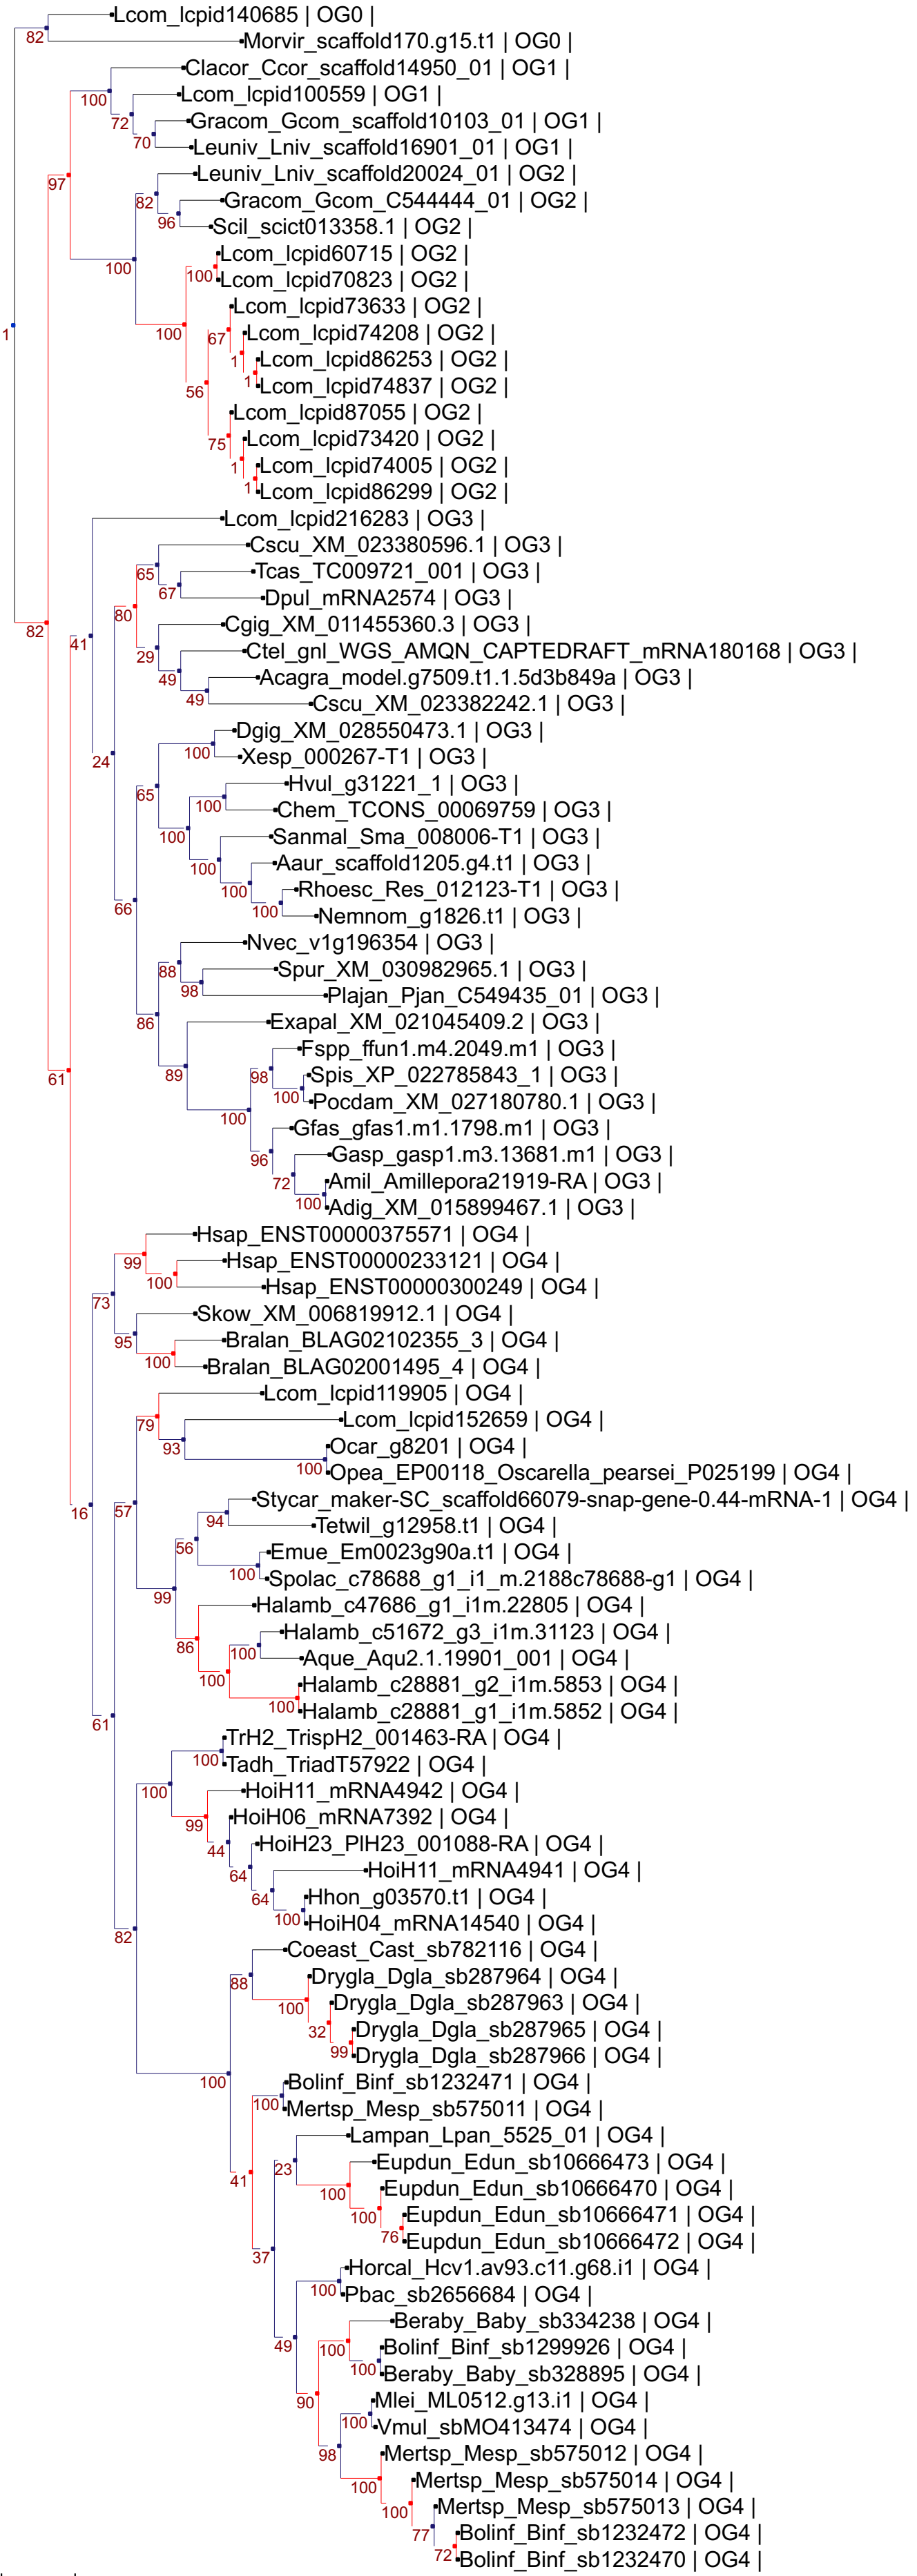 Lcom_lcpid140685 | OG0 |
82
Morvir_scaffold170.g15.t1 | OG0 |
Clacor_Ccor_scaffold14950_01 | OG1 |
100
Lcom_lcpid100559 | OG1 |
72
Gracom_Gcom_scaffold10103_01 | OG1 |
70
Leuniv_Lniv_scaffold16901_01 | OG1 |
Leuniv_Lniv_scaffold20024_01 | OG2 |
97
82
Gracom_Gcom_C544444_01 | OG2 |
96
Scil_scict013358.1 | OG2 |
Lcom_lcpid60715 | OG2 |
100
100
Lcom_lcpid70823 | OG2 |
Lcom_lcpid73633 | OG2 |
1
100
67
Lcom_lcpid74208 | OG2 |
1
Lcom_lcpid86253 | OG2 |
1
Lcom_lcpid74837 | OG2 |
56
Lcom_lcpid87055 | OG2 |
75
Lcom_lcpid73420 | OG2 |
1
Lcom_lcpid74005 | OG2 |
1
Lcom_lcpid86299 | OG2 |
Lcom_lcpid216283 | OG3 |
Cscu_XM_023380596.1 | OG3 |
65
Tcas_TC009721_001 | OG3 |
67
Dpul_mRNA2574 | OG3 |
80
Cgig_XM_011455360.3 | OG3 |
82
41
29
Ctel_gnl_WGS_AMQN_CAPTEDRAFT_mRNA180168 | OG3 |
49
Acagra_model.g7509.t1.1.5d3b849a | OG3 |
49
Cscu_XM_023382242.1 | OG3 |
Dgig_XM_028550473.1 | OG3 |
100
Xesp_000267-T1 | OG3 |
24
Hvul_g31221_1 | OG3 |
65
100
Chem_TCONS_00069759 | OG3 |
100
Sanmal_Sma_008006-T1 | OG3 |
100
Aaur_scaffold1205.g4.t1 | OG3 |
100
Rhoesc_Res_012123-T1 | OG3 |
100
Nemnom_g1826.t1 | OG3 |
66
Nvec_v1g196354 | OG3 |
88
Spur_XM_030982965.1 | OG3 |
98
Plajan_Pjan_C549435_01 | OG3 |
86
Exapal_XM_021045409.2 | OG3 |
Fspp_ffun1.m4.2049.m1 | OG3 |
61
89
98
Spis_XP_022785843_1 | OG3 |
100
Pocdam_XM_027180780.1 | OG3 |
100
Gfas_gfas1.m1.1798.m1 | OG3 |
96
Gasp_gasp1.m3.13681.m1 | OG3 |
72
Amil_Amillepora21919-RA | OG3 |
100
Adig_XM_015899467.1 | OG3 |
Hsap_ENST00000375571 | OG4 |
99
Hsap_ENST00000233121 | OG4 |
100
Hsap_ENST00000300249 | OG4 |
73
Skow_XM_006819912.1 | OG4 |
95
Bralan_BLAG02102355_3 | OG4 |
100
Bralan_BLAG02001495_4 | OG4 |
Lcom_lcpid119905 | OG4 |
79
Lcom_lcpid152659 | OG4 |
93
Ocar_g8201 | OG4 |
100
Opea_EP00118_Oscarella_pearsei_P025199 | OG4 |
Stycar_maker-SC_scaffold66079-snap-gene-0.44-mRNA-1 | OG4 |
16
57
94
Tetwil_g12958.t1 | OG4 |
56
Emue_Em0023g90a.t1 | OG4 |
100
Spolac_c78688_g1_i1_m.2188c78688-g1 | OG4 |
99
Halamb_c47686_g1_i1m.22805 | OG4 |
Halamb_c51672_g3_i1m.31123 | OG4 |
86
100
Aque_Aqu2.1.19901_001 | OG4 |
100
Halamb_c28881_g2_i1m.5853 | OG4 |
100
Halamb_c28881_g1_i1m.5852 | OG4 |
61
TrH2_TrispH2_001463-RA | OG4 |
100
Tadh_TriadT57922 | OG4 |
100
HoiH11_mRNA4942 | OG4 |
99
HoiH06_mRNA7392 | OG4 |
44
HoiH23_PlH23_001088-RA | OG4 |
64
HoiH11_mRNA4941 | OG4 |
64
Hhon_g03570.t1 | OG4 |
100
HoiH04_mRNA14540 | OG4 |
82
Coeast_Cast_sb782116 | OG4 |
88
Drygla_Dgla_sb287964 | OG4 |
100
Drygla_Dgla_sb287963 | OG4 |
32
Drygla_Dgla_sb287965 | OG4 |
99
Drygla_Dgla_sb287966 | OG4 |
100
Bolinf_Binf_sb1232471 | OG4 |
100
Mertsp_Mesp_sb575011 | OG4 |
Lampan_Lpan_5525_01 | OG4 |
41
23
Eupdun_Edun_sb10666473 | OG4 |
100
Eupdun_Edun_sb10666470 | OG4 |
100
Eupdun_Edun_sb10666471 | OG4 |
76
Eupdun_Edun_sb10666472 | OG4 |
37
Horcal_Hcv1.av93.c11.g68.i1 | OG4 |
100
Pbac_sb2656684 | OG4 |
Beraby_Baby_sb334238 | OG4 |
49
100
Bolinf_Binf_sb1299926 | OG4 |
100
Beraby_Baby_sb328895 | OG4 |
90
Mlei_ML0512.g13.i1 | OG4 |
100
Vmul_sbMO413474 | OG4 |
98
Mertsp_Mesp_sb575012 | OG4 |
100
Mertsp_Mesp_sb575014 | OG4 |
100
Mertsp_Mesp_sb575013 | OG4 |
77
Bolinf_Binf_sb1232472 | OG4 |
72
Bolinf_Binf_sb1232470 | OG4 |